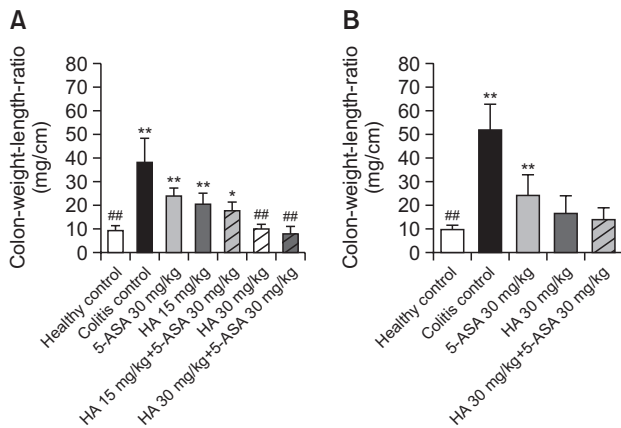 A
Colon-weight-length-ratio
(mg/cm)
80
70
60
50
40
30
20
10
0
##
**
**
**
*
##
##
Healthy control
Colitis control
5-ASA 30 mg/kg
HA 15 mg/kg
HA 15 mg/kg+5-ASA 30 mg/kg
HA 30 mg/kg
HA 30 mg/kg+5-ASA 30 mg/kg
B
Colon-weight-length-ratio
(mg/cm)
80
70
60
50
40
30
20
10
0
##
**
**
Healthy control
Colitis control
5-ASA 30 mg/kg
HA 30 mg/kg
HA 30 mg/kg+5-ASA 30 mg/kg